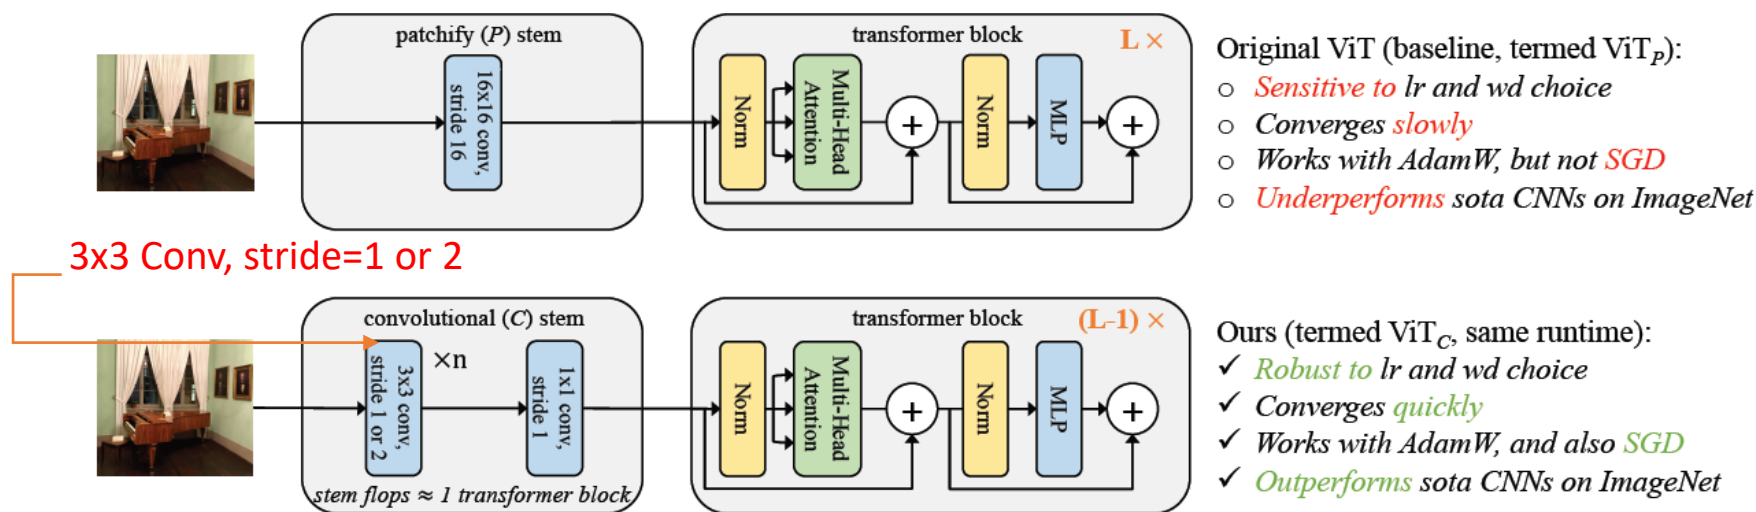 patchify (P) stem
16x16 conv,
stride 16
transformer block
L ×
Norm
Multi-Head
Attention
+
Norm
MLP
+
Original ViT (baseline, termed ViT_P):
○ Sensitive to lr and wd choice
○ Converges slowly
○ Works with AdamW, but not SGD
○ Underperforms sota CNNs on ImageNet
3x3 Conv, stride=1 or 2
convolutional (C) stem
3x3 conv,
stride 1 or 2
×n
1x1 conv,
stride 1
stem flops ≈ 1 transformer block
transformer block
(L-1) ×
Norm
Multi-Head
Attention
+
Norm
MLP
+
Ours (termed ViT_C, same runtime):
✓ Robust to lr and wd choice
✓ Converges quickly
✓ Works with AdamW, and also SGD
✓ Outperforms sota CNNs on ImageNet